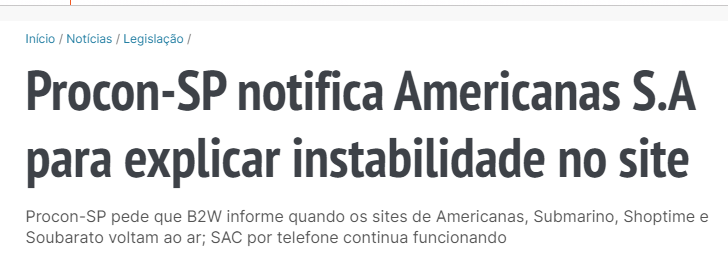 Início / Notícias / Legislação /
Procon-SP notifica Americanas S.A
para explicar instabilidade no site
Procon-SP pede que B2W informe quando os sites de Americanas, Submarino, Shoptime e
Soubarato voltam ao ar; SAC por telefone continua funcionando